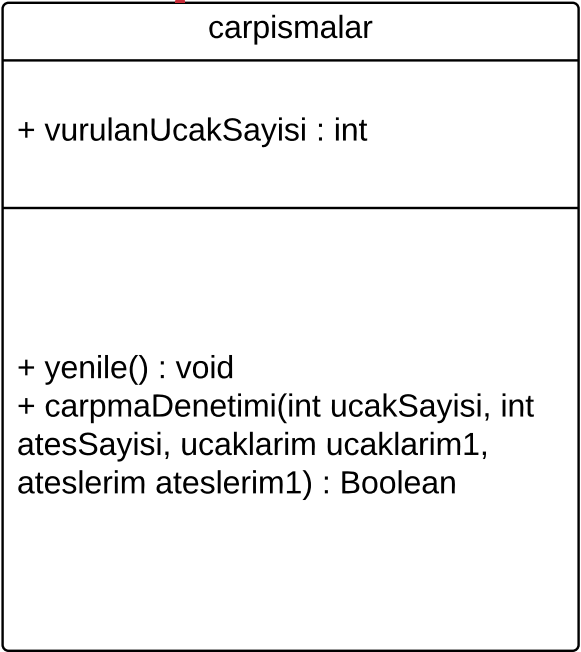 carpismalar
+ vurulanUcakSayisi : int
+ yenile() : void
+ carpmaDenetimi(int ucakSayisi, int
atesSayisi, ucaklarim ucaklarim1,
ateslerim ateslerim1) : Boolean